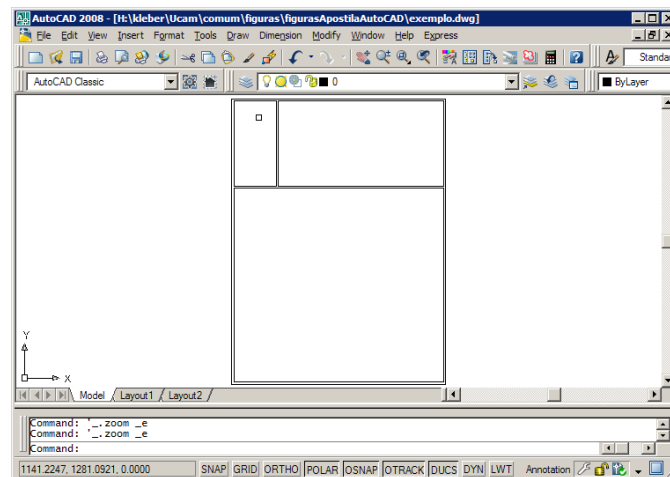 AutoCAD 2008 - [H:\kleber\Ucam\comum\figuras\figurasApostilaAutoCAD\exemplo.dwg]
File Edit View Insert Format Tools Draw Dimension Modify Window Help Express
Standa
AutoCAD Classic 0 ByLayer
Y
X
Model Layout1 Layout2
Command: '_.zoom _e
Command: '_.zoom _e
Command:
1141.2247, 1281.0921, 0.0000 SNAP GRID ORTHO POLAR OSNAP OTRACK DUCS DYN LWT Annotation